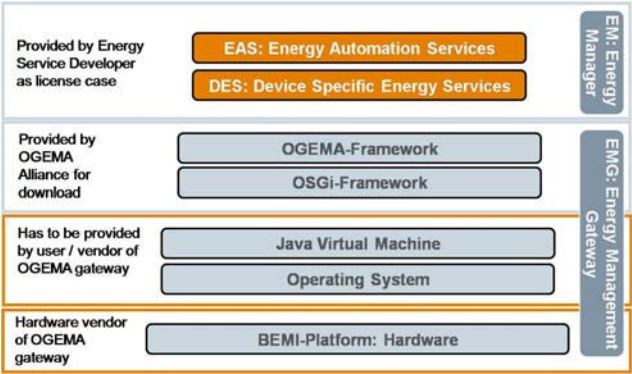 Provided by Energy
Service Developer
as license case
EAS: Energy Automation Services
DES: Device Specific Energy Services
EM: Energy
Manager
Provided by
OGEMA
Alliance for
download
OGEMA-Framework
OSGi-Framework
EMG: Energy Management
Gateway
Has to be provided
by user / vendor of
OGEMA gateway
Java Virtual Machine
Operating System
Hardware vendor
of OGEMA
gateway
BEMI-Platform: Hardware